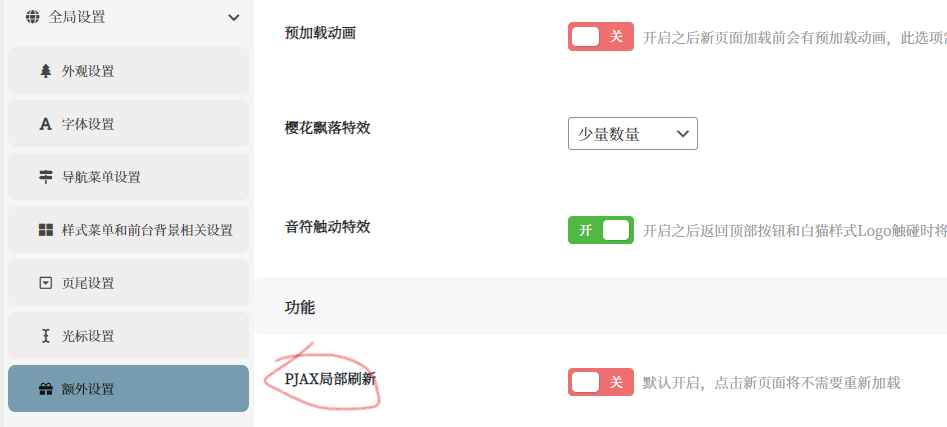 全局设置
外观设置
字体设置
导航菜单设置
样式菜单和前台背景相关设置
页尾设置
光标设置
额外设置
预加载动画
关 开启之后新页面加载前会有预加载动画，此选项
樱花飘落特效
少量数量
音符触动特效
开 开启之后返回顶部按钮和白猫样式Logo触碰时将
功能
PJAX局部刷新
关 默认开启，点击新页面将不需要重新加载